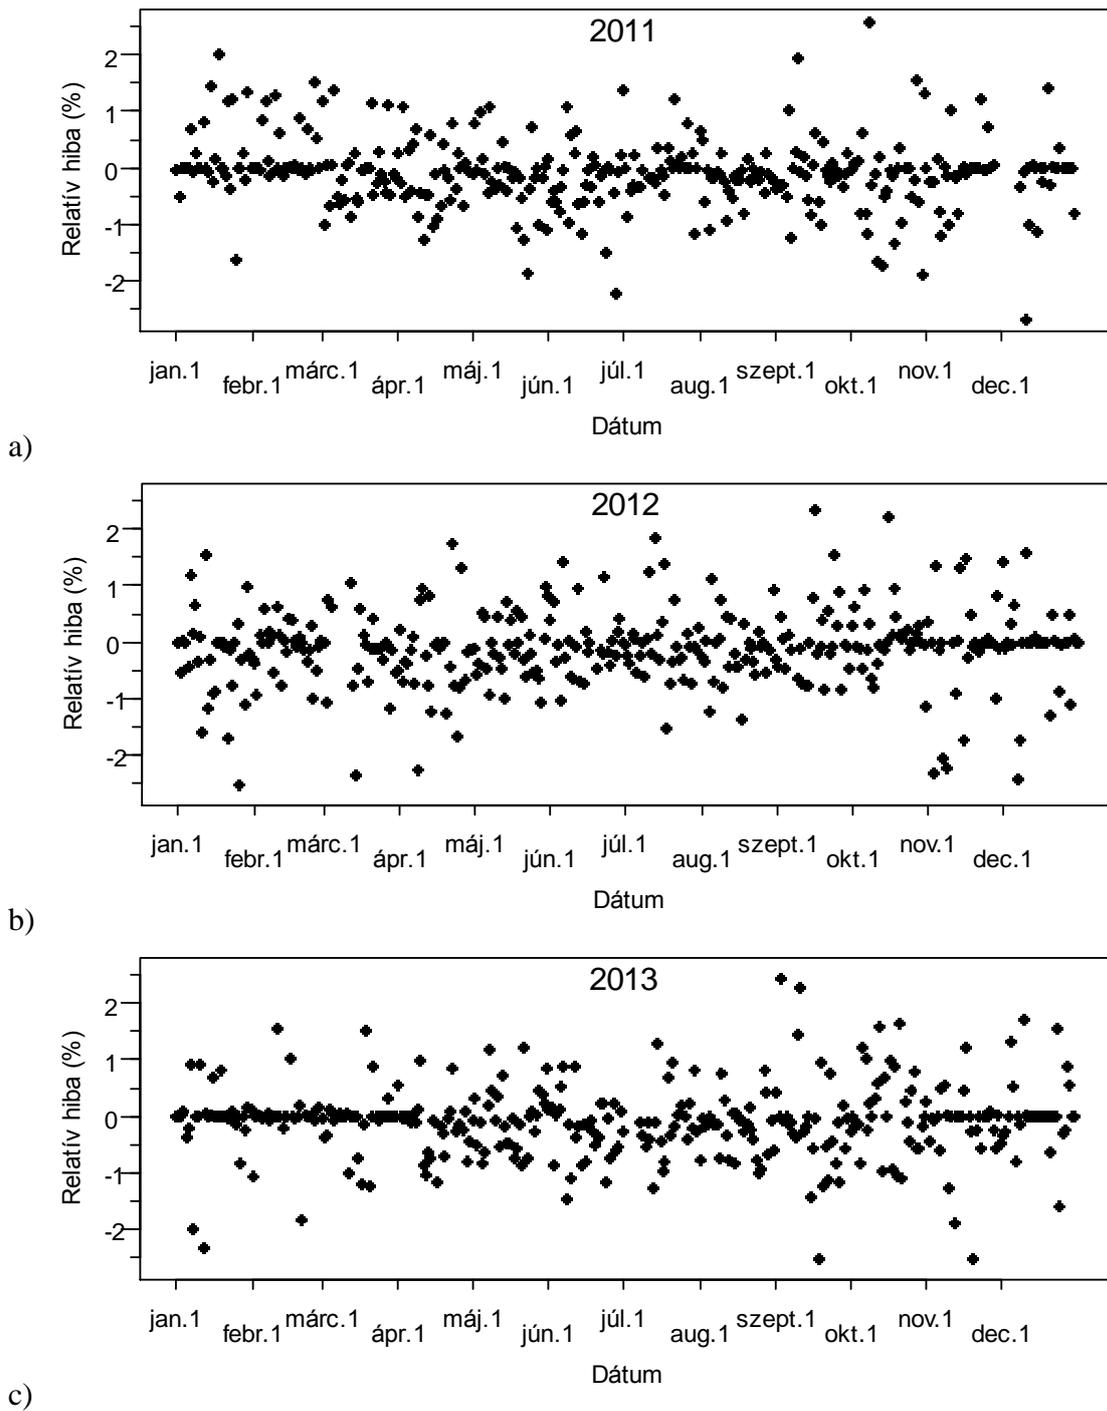 2011
Relatív hiba (%)
2
1
0
-1
-2
jan.1 febr.1 márc.1 ápr.1 máj.1 jún.1 júl.1 aug.1 szept.1 okt.1 nov.1 dec.1
Dátum
a)
2012
Relatív hiba (%)
2
1
0
-1
-2
jan.1 febr.1 márc.1 ápr.1 máj.1 jún.1 júl.1 aug.1 szept.1 okt.1 nov.1 dec.1
Dátum
b)
2013
Relatív hiba (%)
2
1
0
-1
-2
jan.1 febr.1 márc.1 ápr.1 máj.1 jún.1 júl.1 aug.1 szept.1 okt.1 nov.1 dec.1
Dátum
c)